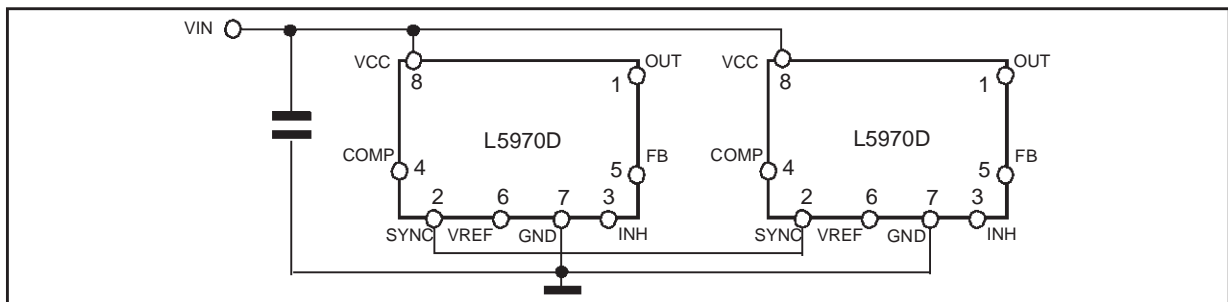 VIN
VCC OUT VCC OUT
8 1 8 1
L5970D L5970D
COMP 4 5 FB COMP 4 5 FB
2 6 7 3 2 6 7 3
SYNC VREF GND INH SYNC VREF GND INH